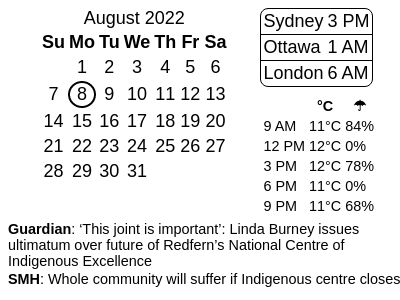 August 2022
Su Mo Tu We Th Fr Sa
1 2 3 4 5 6
7 8 9 10 11 12 13
14 15 16 17 18 19 20
21 22 23 24 25 26 27
28 29 30 31
Sydney 3 PM
Ottawa 1 AM
London 6 AM
°C ☂
9 AM 11°C 84%
12 PM 12°C 0%
3 PM 12°C 78%
6 PM 11°C 0%
9 PM 11°C 68%
Guardian: ‘This joint is important’: Linda Burney issues
ultimatum over future of Redfern’s National Centre of
Indigenous Excellence
SMH: Whole community will suffer if Indigenous centre closes